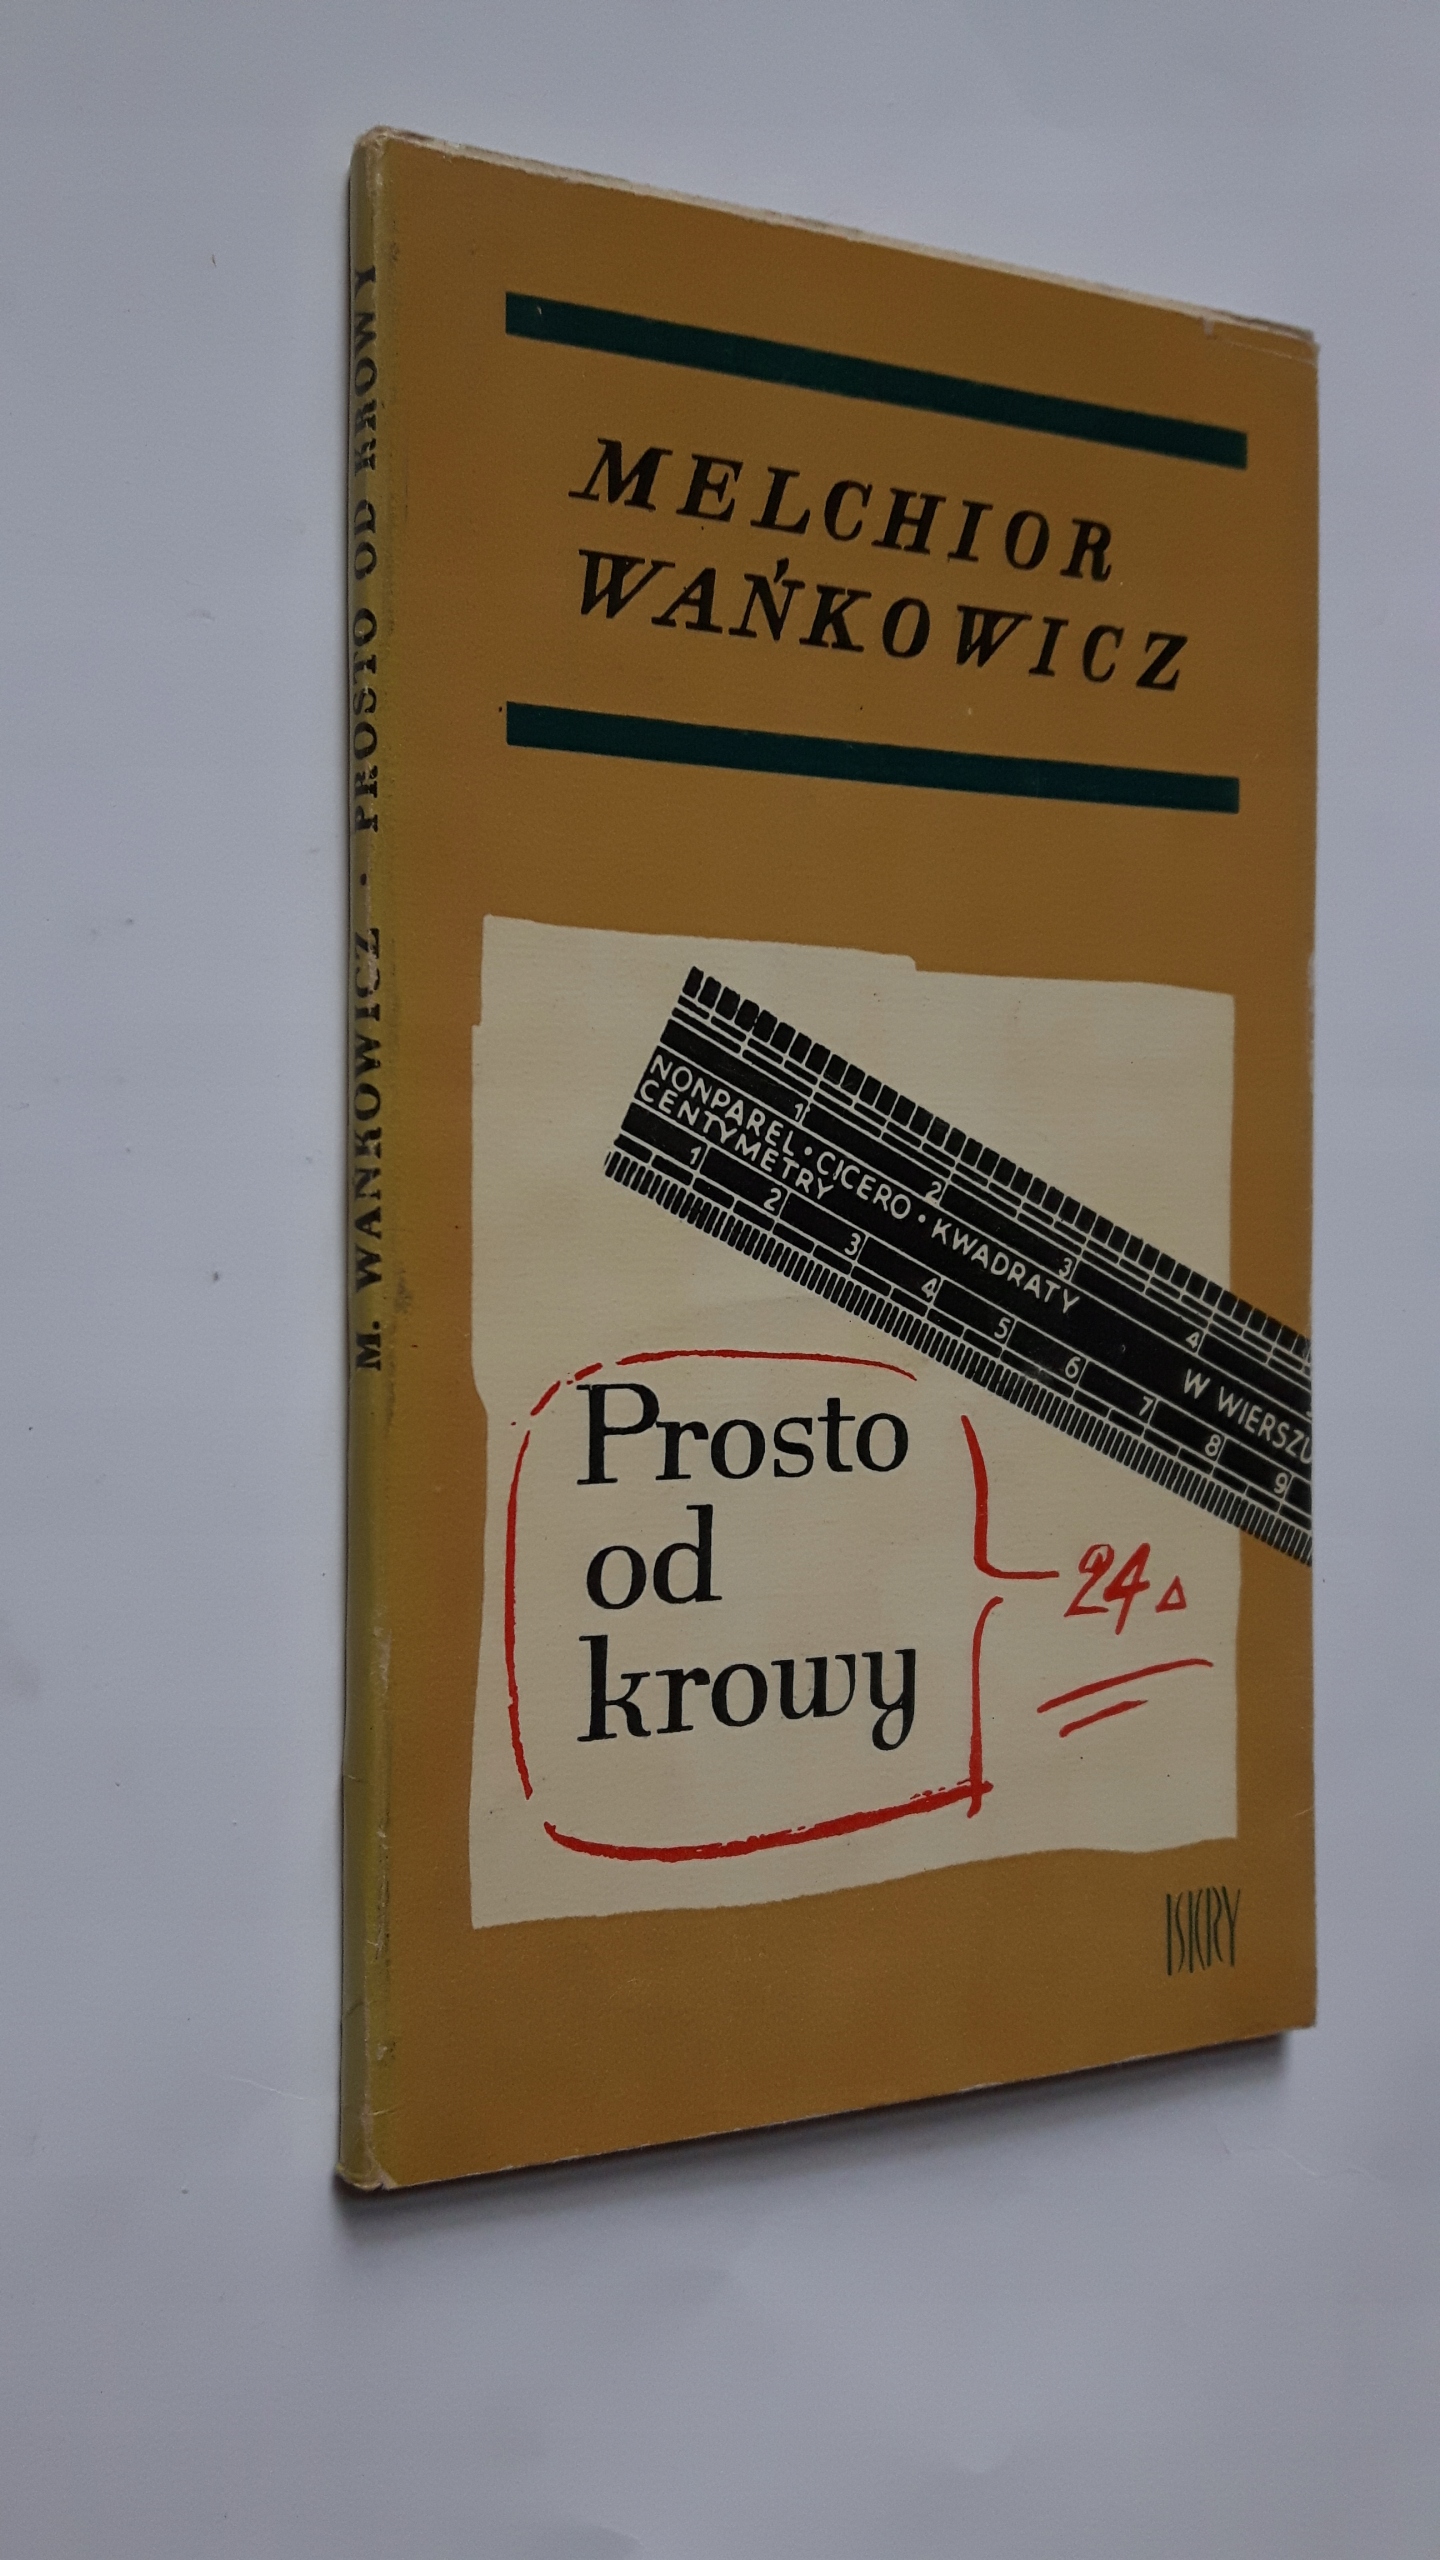 M. WAŃKOWICZ · PROSTO OD KROWY
MELCHIOR
WAŃKOWICZ
1 2 3 4
NONPAREL · CICERO · KWADRATY
CENTYMETRY
W WIERSZU
1 2 3 4 5 6 7 8 9
Prosto
od
krowy
24 Δ
ISKRY